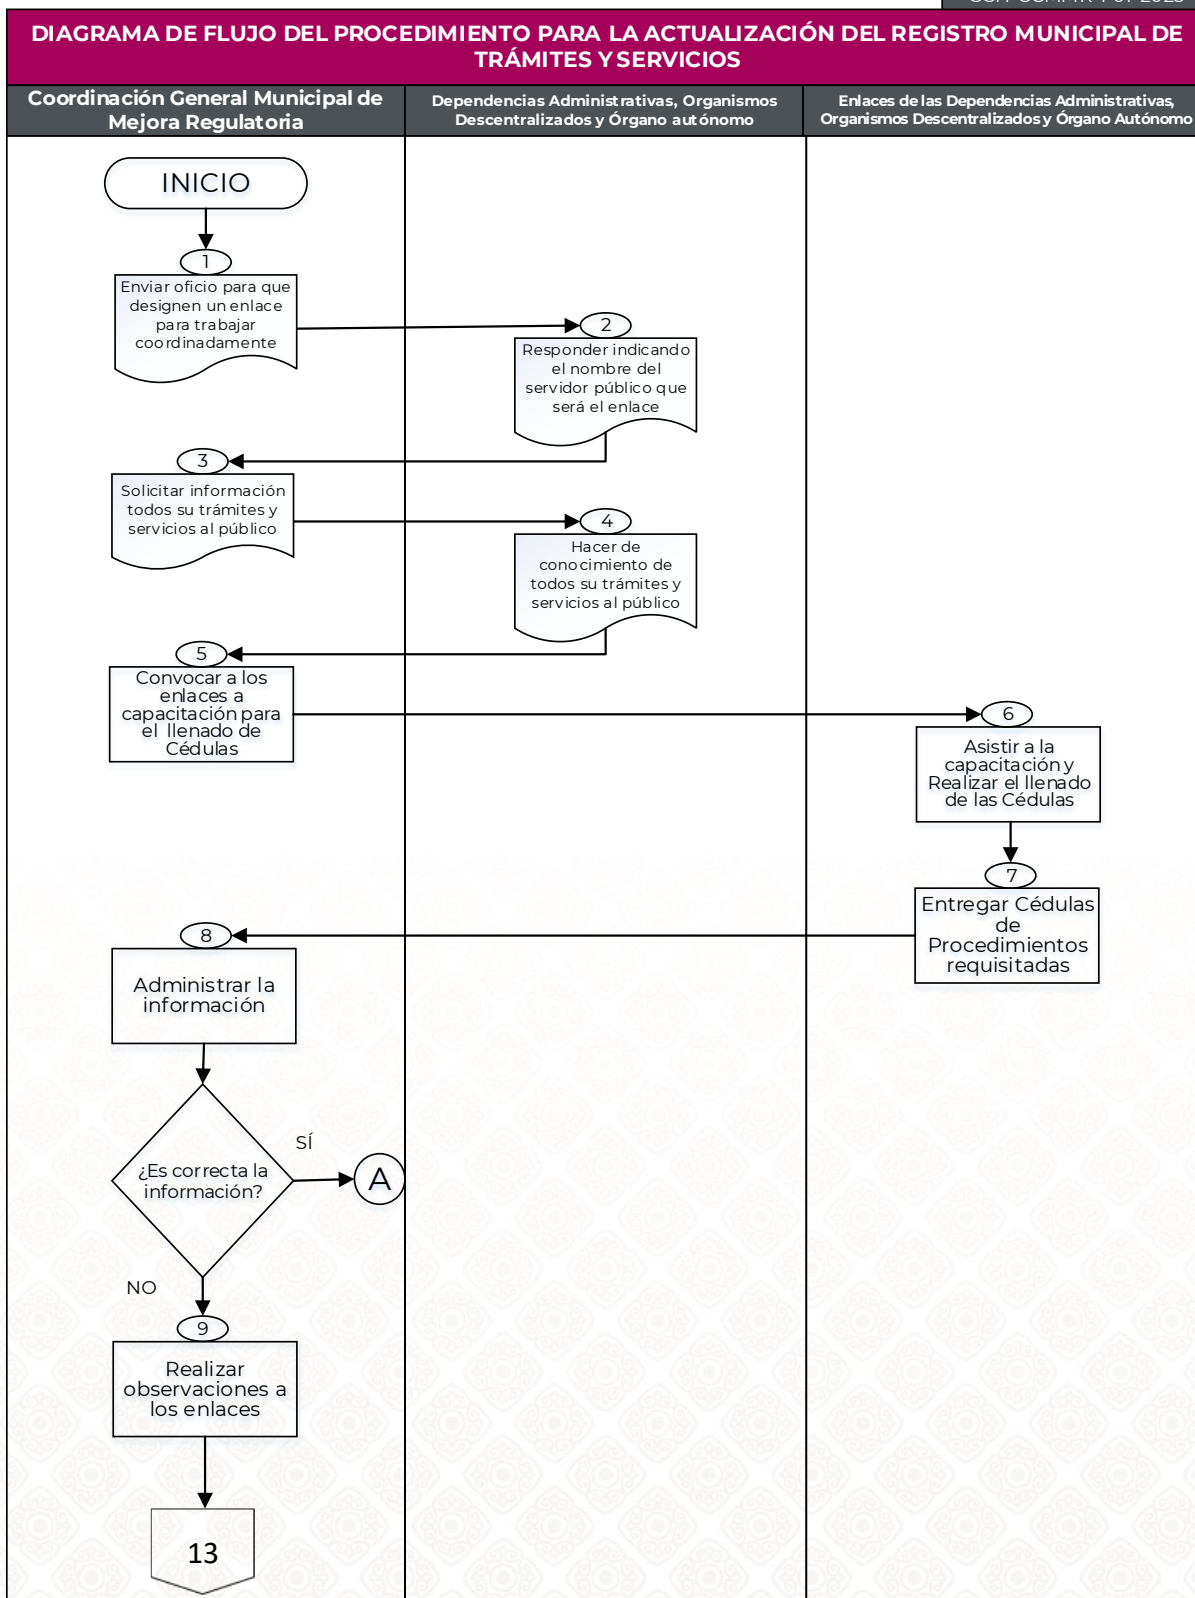 DIAGRAMA DE FLUJO DEL PROCEDIMIENTO PARA LA ACTUALIZACIÓN DEL REGISTRO MUNICIPAL DE
TRÁMITES Y SERVICIOS
Coordinación General Municipal de
Mejora Regulatoria
Dependencias Administrativas, Organismos
Descentralizados y Órgano autónomo
Enlaces de las Dependencias Administrativas,
Organismos Descentralizados y Órgano Autónomo
INICIO
1
Enviar oficio para que
designen un enlace
para trabajar
coordinadamente
2
Responder indicando
el nombre del
servidor público que
será el enlace
3
Solicitar información
todos su trámites y
servicios al público
4
Hacer de
conocimiento de
todos su trámites y
servicios al público
5
Convocar a los
enlaces a
capacitación para
el llenado de
Cédulas
6
Asistir a la
capacitación y
Realizar el llenado
de las Cédulas
7
Entregar Cédulas
de
Procedimientos
requisitadas
8
Administrar la
información
¿Es correcta la
información?
SÍ
A
NO
9
Realizar
observaciones a
los enlaces
13